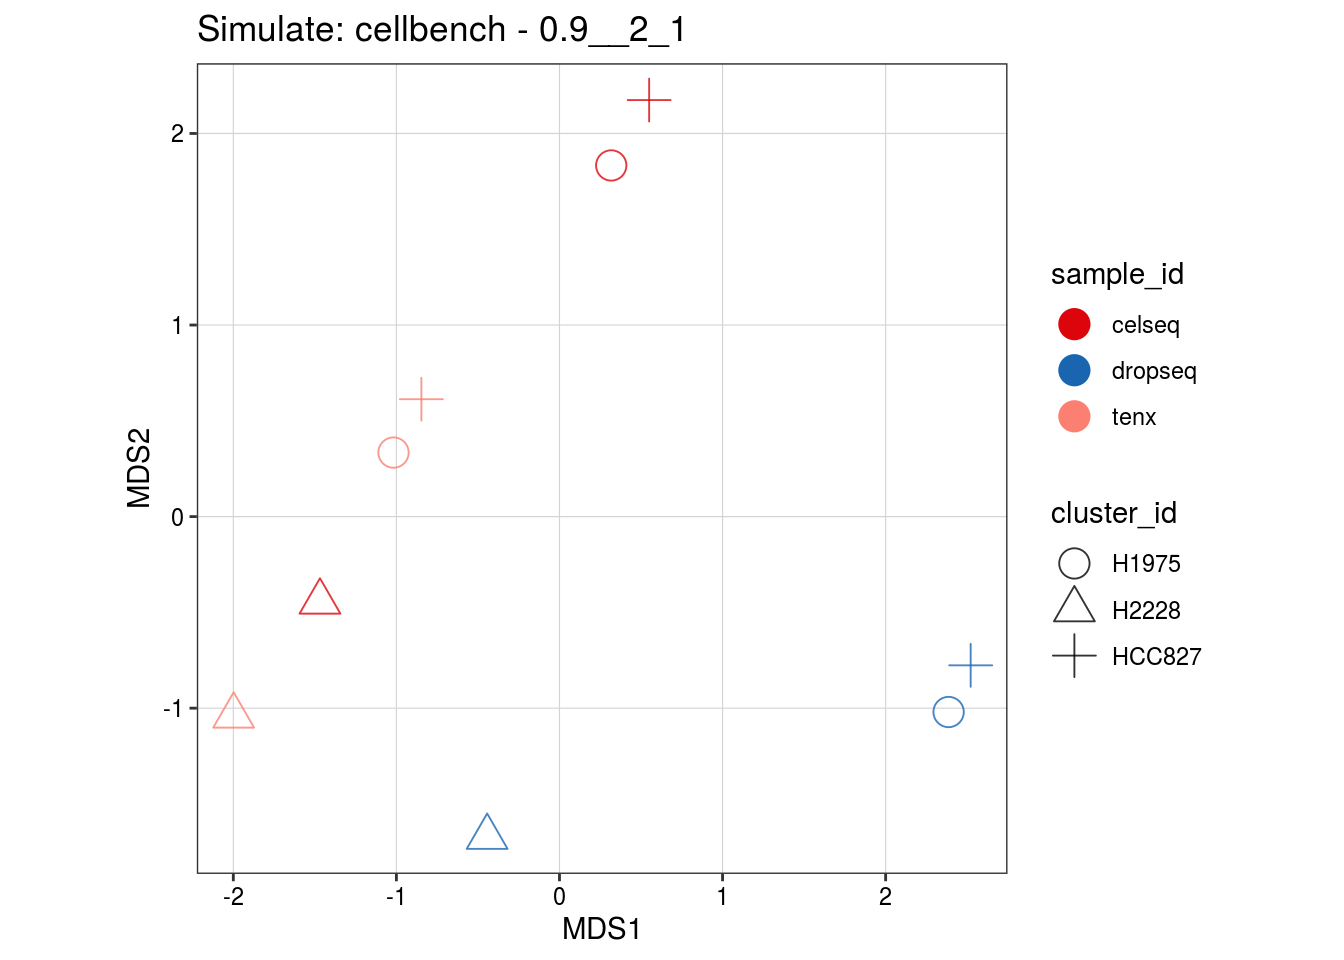 Simulate: cellbench - 0.9__2_1
2
1
0
-1
MDS2
-2 -1 0 1 2
MDS1
sample_id
celseq
dropseq
tenx
cluster_id
H1975
H2228
HCC827